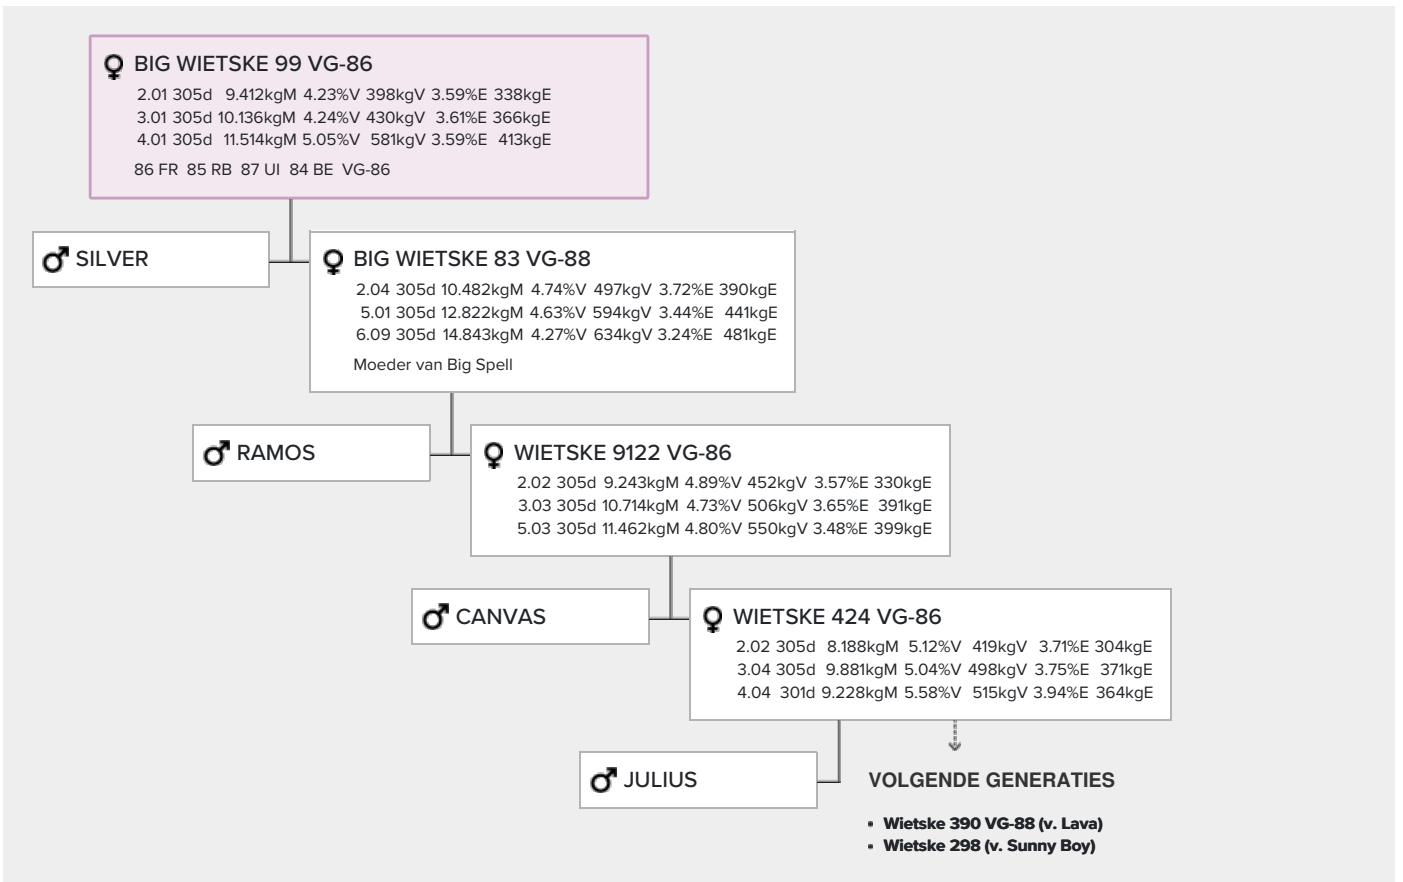 BIG WIETSKE 99 VG-86
2.01 305d 9.412kgM 4.23%V 398kgV 3.59%E 338kgE
3.01 305d 10.136kgM 4.24%V 430kgV 3.61%E 366kgE
4.01 305d 11.514kgM 5.05%V 581kgV 3.59%E 413kgE
86 FR 85 RB 87 UI 84 BE VG-86
SILVER
BIG WIETSKE 83 VG-88
2.04 305d 10.482kgM 4.74%V 497kgV 3.72%E 390kgE
5.01 305d 12.822kgM 4.63%V 594kgV 3.44%E 441kgE
6.09 305d 14.843kgM 4.27%V 634kgV 3.24%E 481kgE
Moeder van Big Spell
RAMOS
WIETSKE 9122 VG-86
2.02 305d 9.243kgM 4.89%V 452kgV 3.57%E 330kgE
3.03 305d 10.714kgM 4.73%V 506kgV 3.65%E 391kgE
5.03 305d 11.462kgM 4.80%V 550kgV 3.48%E 399kgE
CANVAS
WIETSKE 424 VG-86
2.02 305d 8.188kgM 5.12%V 419kgV 3.71%E 304kgE
3.04 305d 9.881kgM 5.04%V 498kgV 3.75%E 371kgE
4.04 301d 9.228kgM 5.58%V 515kgV 3.94%E 364kgE
JULIUS
VOLGENDE GENERATIES
• Wietske 390 VG-88 (v. Lava)
• Wietske 298 (v. Sunny Boy)